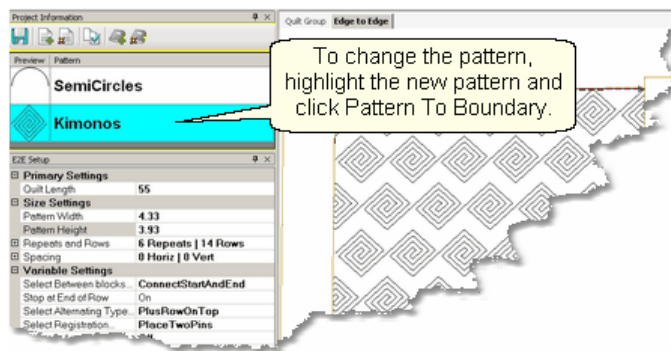 Project Information
Quilt Group Edge to Edge
To change the pattern,
highlight the new pattern and
click Pattern To Boundary.
Preview Pattern
SemiCircles
Kimonos
E2E Setup
Primary Settings
Quilt Length 55
Size Settings
Pattern Width 4.33
Pattern Height 3.93
Repeats and Rows 6 Repeats | 14 Rows
Spacing 0 Horiz | 0 Vert
Variable Settings
Select Between blocks... ConnectStartAndEnd
Stop at End of Row On
Select Alternating Type... PlusRowOnTop
Select Registration... PlaceTwoPins